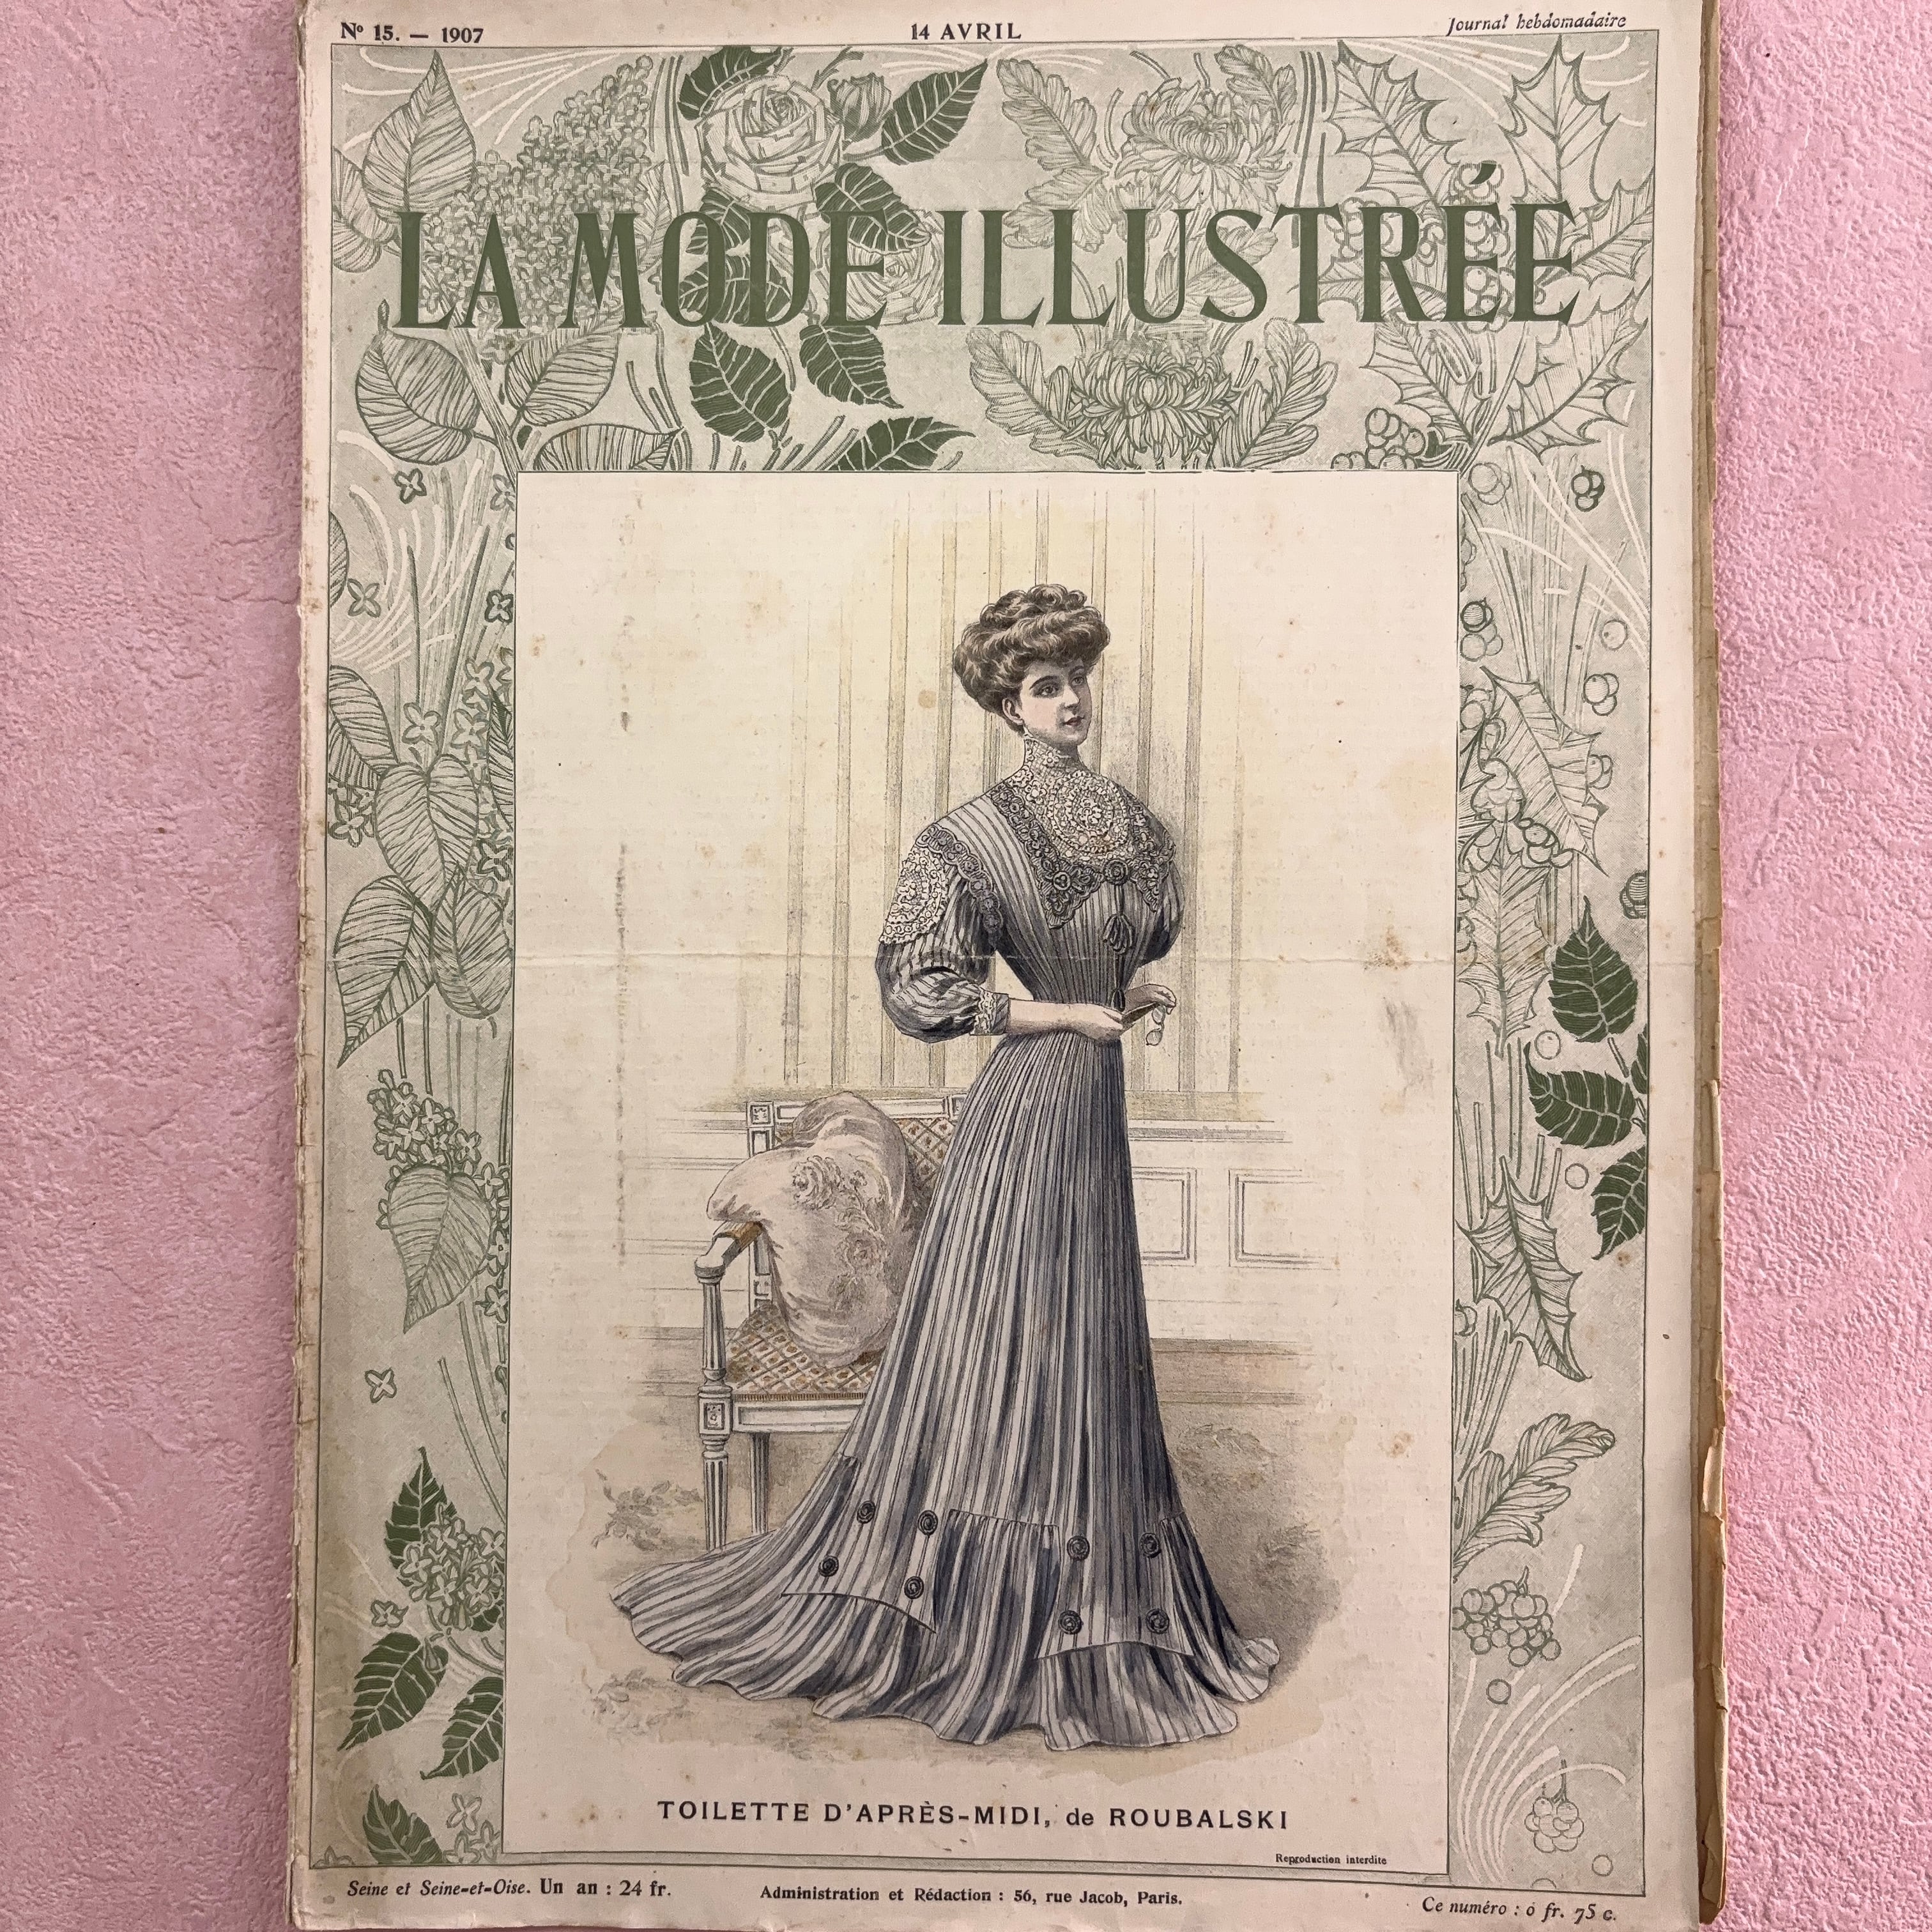 Nº 15. — 1907
14 AVRIL
Journal hebdomadaire
LA MODE ILLUSTRÉE
TOILETTE D'APRÈS-MIDI, de ROUBALSKI
Reproduction interdite
Seine et Seine-et-Oise. Un an : 24 fr.
Administration et Rédaction : 56, rue Jacob, Paris.
Ce numéro : 0 fr. 75 c.